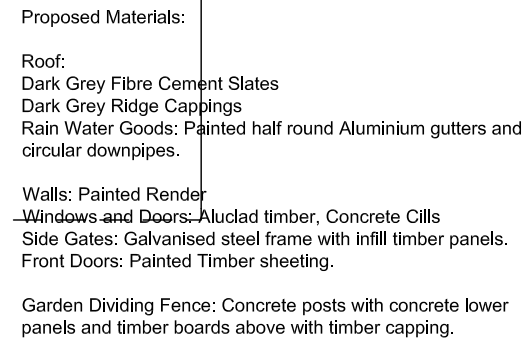 Proposed Materials:
Roof:
Dark Grey Fibre Cement Slates
Dark Grey Ridge Cappings
Rain Water Goods: Painted half round Aluminium gutters and
circular downpipes.
Walls: Painted Render
Windows and Doors: Aluclad timber, Concrete Cills
Side Gates: Galvanised steel frame with infill timber panels.
Front Doors: Painted Timber sheeting.
Garden Dividing Fence: Concrete posts with concrete lower
panels and timber boards above with timber capping.